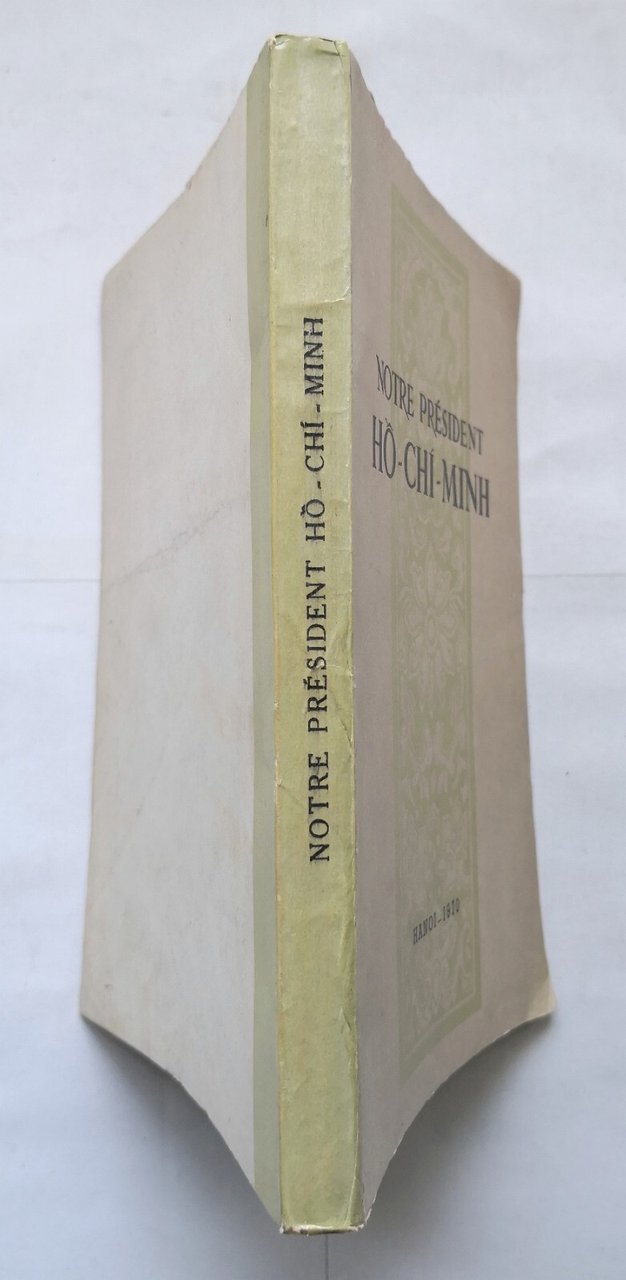 NOTRE PRÉSIDENT HỒ-CHÍ-MINH
NOTRE PRÉSIDENT
HỒ-CHÍ-MINH
HANOI-1970